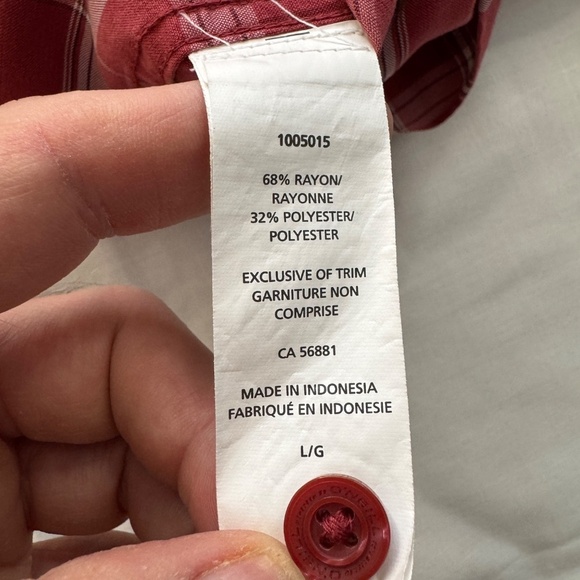 1005015
68% RAYON/
RAYONNE
32% POLYESTER/
POLYESTER
EXCLUSIVE OF TRIM
GARNITURE NON
COMPRISE
CA 56881
MADE IN INDONESIA
FABRIQUÉ EN INDONESIE
L/G